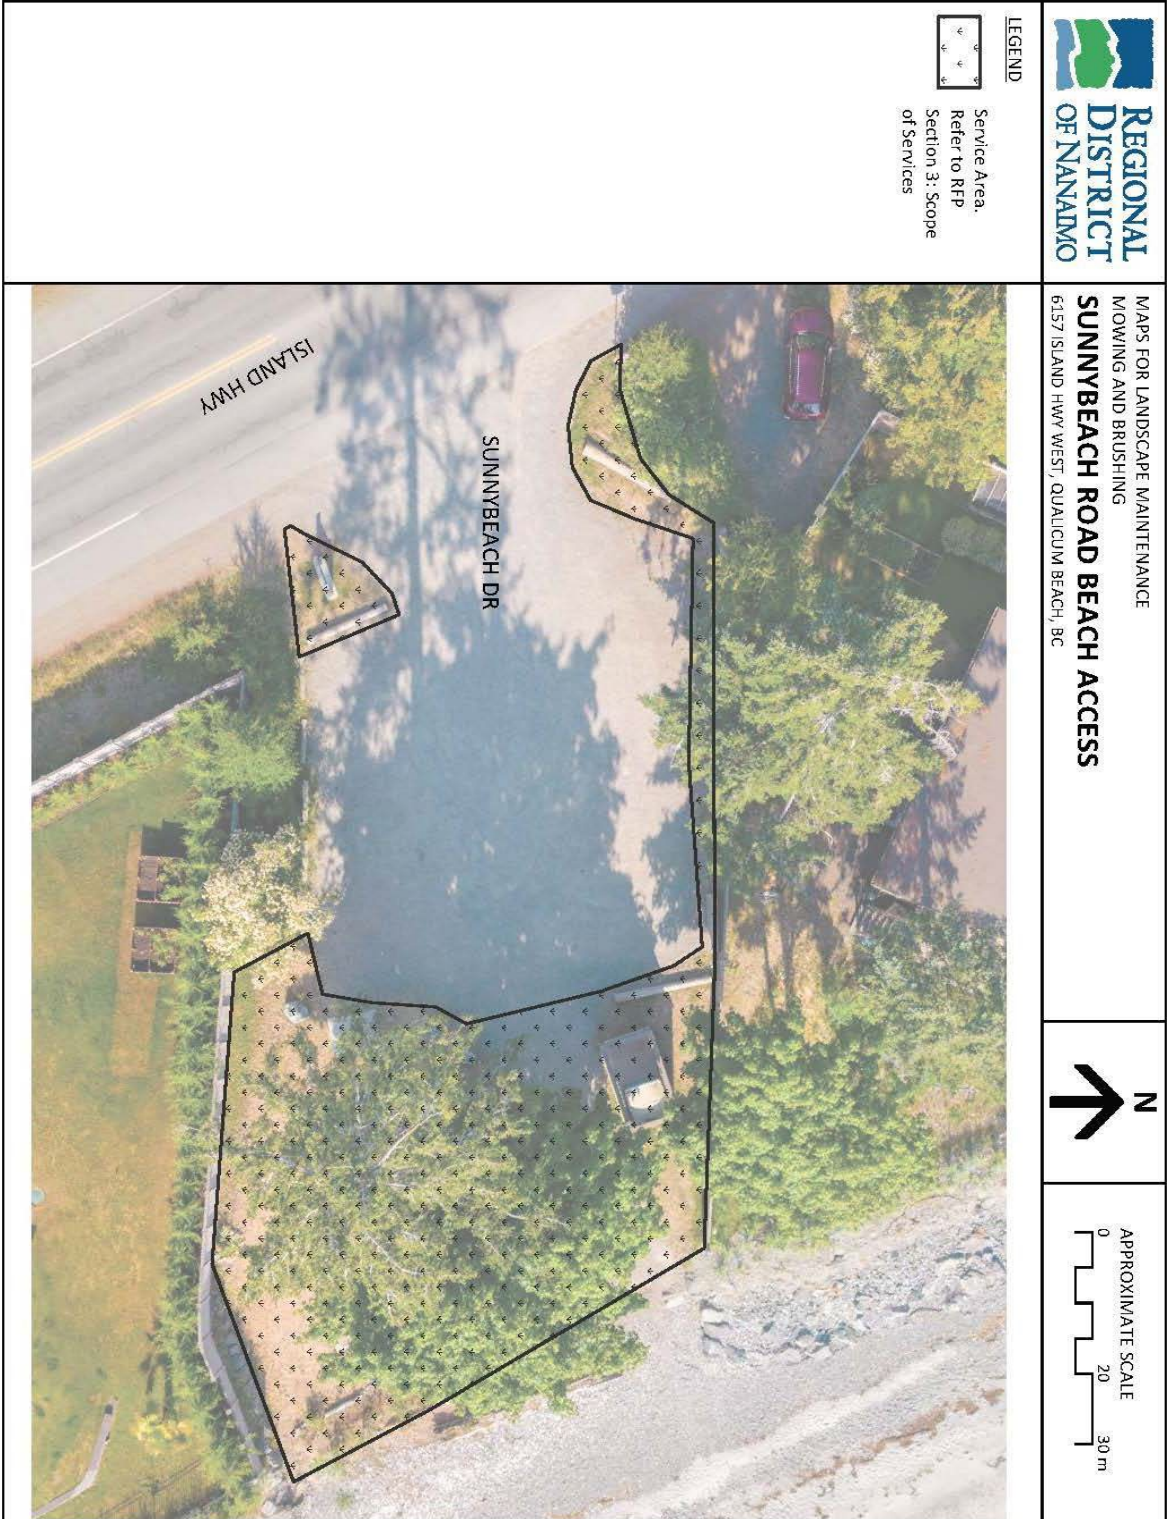 REGIONAL
DISTRICT
OF NANAIMO
MAPS FOR LANDSCAPE MAINTENANCE
MOWING AND BRUSHING
SUNNYBEACH ROAD BEACH ACCESS
6157 ISLAND HWY WEST, QUALICUM BEACH, BC
N
APPROXIMATE SCALE
0 20 30 m
LEGEND
Service Area.
Refer to RFP
Section 3: Scope
of Services
ISLAND HWY
SUNNYBEACH DR